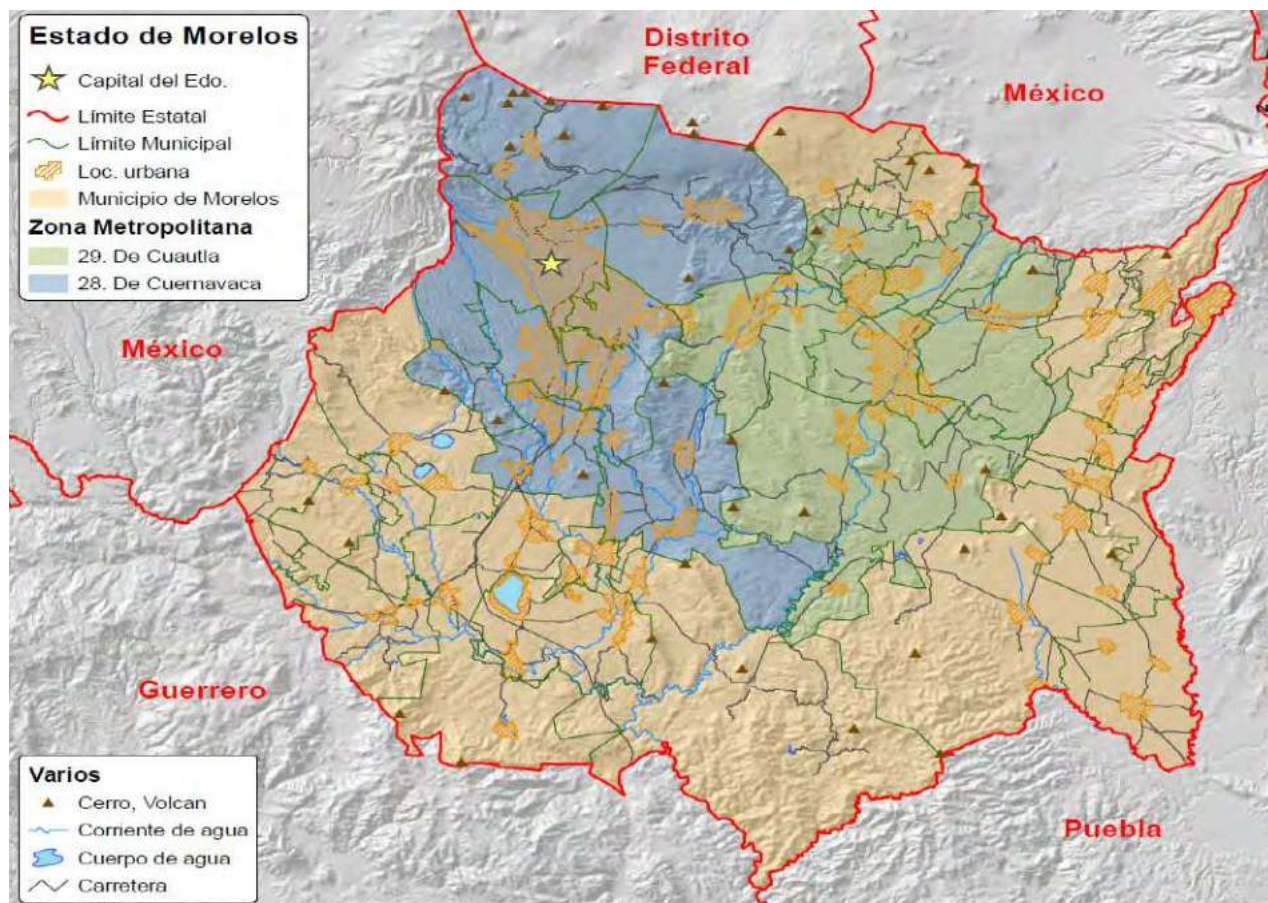 Estado de Morelos
Capital del Edo.
Límite Estatal
Límite Municipal
Loc. urbana
Municipio de Morelos
Zona Metropolitana
29. De Cuautla
28. De Cuernavaca
Distrito
Federal
México
México
Guerrero
Puebla
Varios
Cerro, Volcan
Corriente de agua
Cuerpo de agua
Carretera